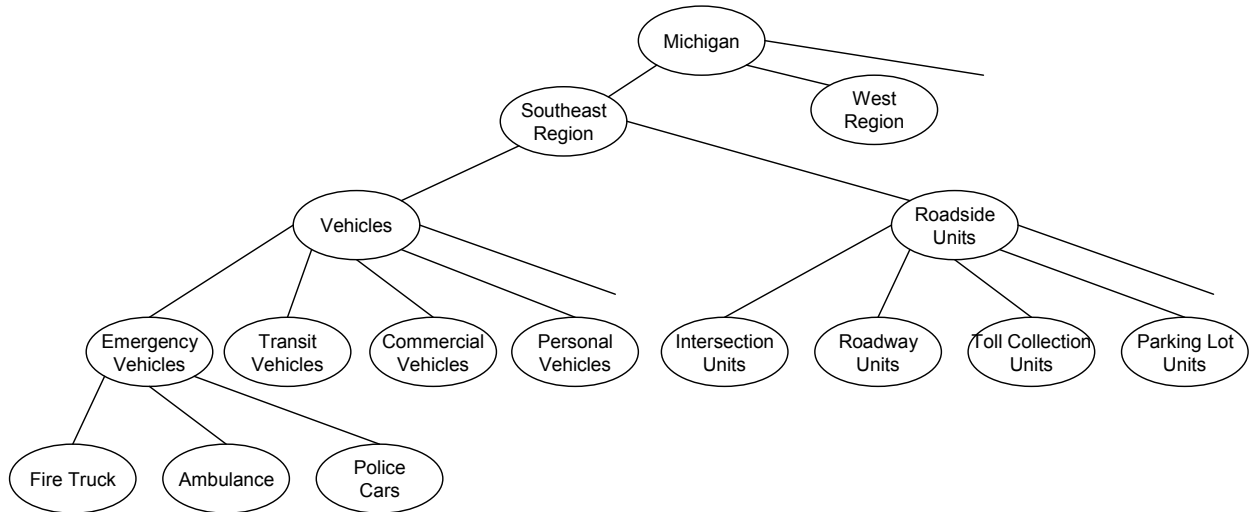 Michigan
West
Region
Southeast
Region
Vehicles
Roadside
Units
Emergency
Vehicles
Transit
Vehicles
Commercial
Vehicles
Personal
Vehicles
Intersection
Units
Roadway
Units
Toll Collection
Units
Parking Lot
Units
Fire Truck
Ambulance
Police
Cars